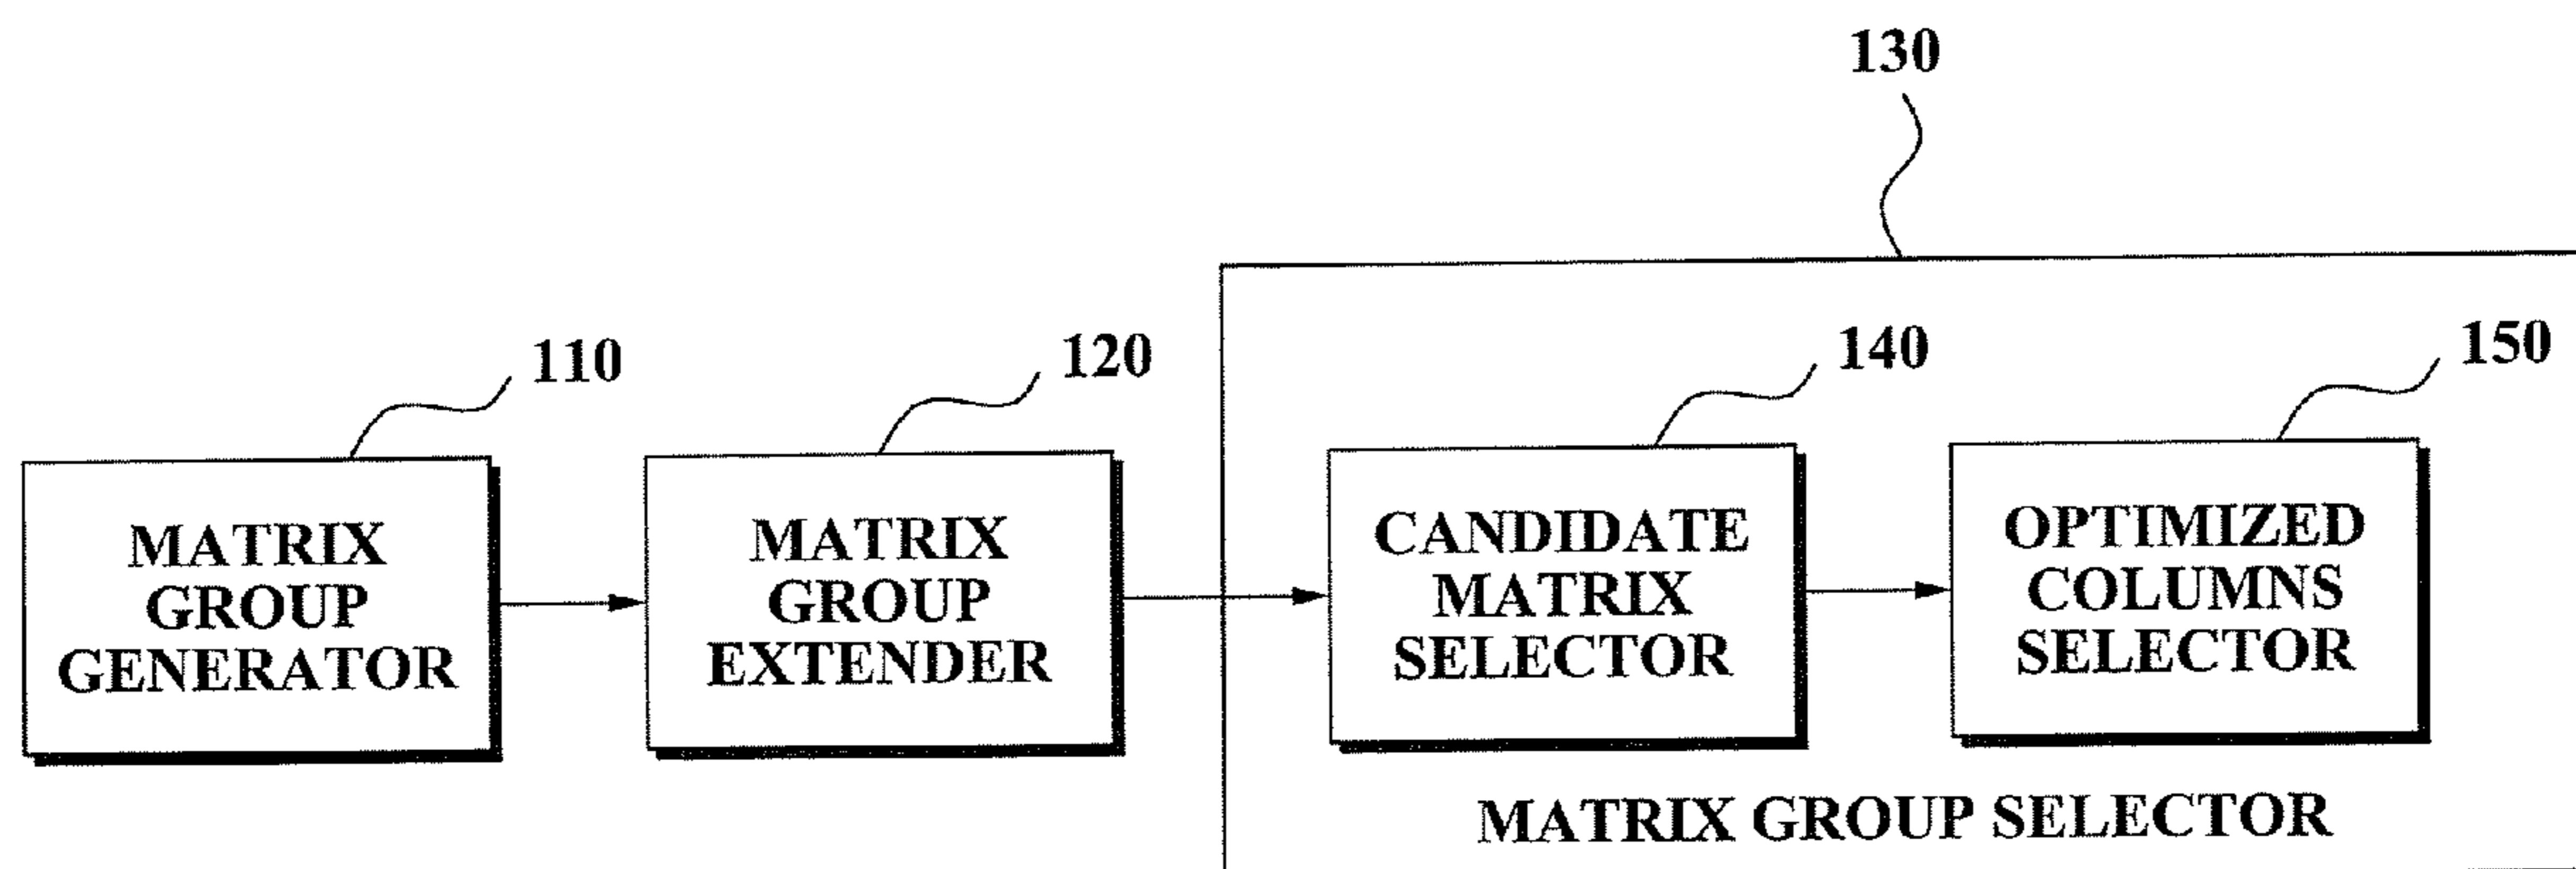 130
110
120
140
150
MATRIX
GROUP
GENERATOR
MATRIX
GROUP
EXTENDER
CANDIDATE
MATRIX
SELECTOR
OPTIMIZED
COLUMNS
SELECTOR
MATRIX GROUP SELECTOR